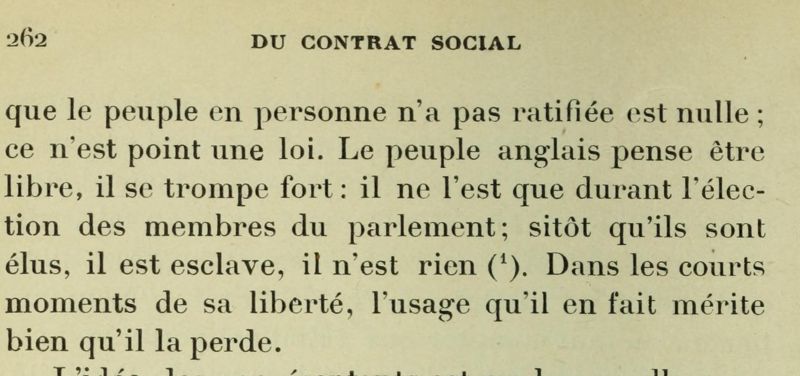 262
DU CONTRAT SOCIAL
que le peuple en personne n'a pas ratifiée est nulle ;
ce n'est point une loi. Le peuple anglais pense être
libre, il se trompe fort : il ne l'est que durant l'élec-
tion des membres du parlement ; sitôt qu'ils sont
élus, il est esclave, il n'est rien (¹). Dans les courts
moments de sa liberté, l'usage qu'il en fait mérite
bien qu'il la perde.